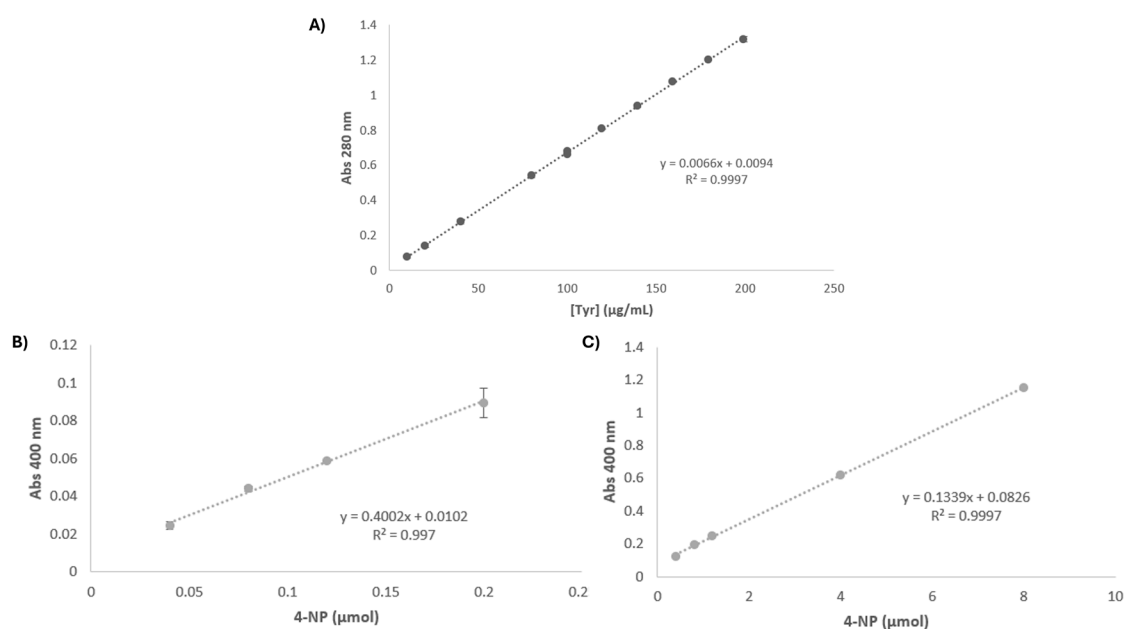 A)
1.4
1.2
1
0.8
0.6
0.4
0.2
0
Abs 280 nm
y = 0.0066x + 0.0094
R² = 0.9997
0 50 100 150 200 250
[Tyr] (µg/mL)
B)
0.12
0.1
0.08
0.06
0.04
0.02
0
Abs 400 nm
y = 0.4002x + 0.0102
R² = 0.997
0 0.05 0.1 0.15 0.2 0.2
4-NP (µmol)
C)
1.4
1.2
1
0.8
0.6
0.4
0.2
0
Abs 400 nm
y = 0.1339x + 0.0826
R² = 0.9997
0 2 4 6 8 10
4-NP (µmol)